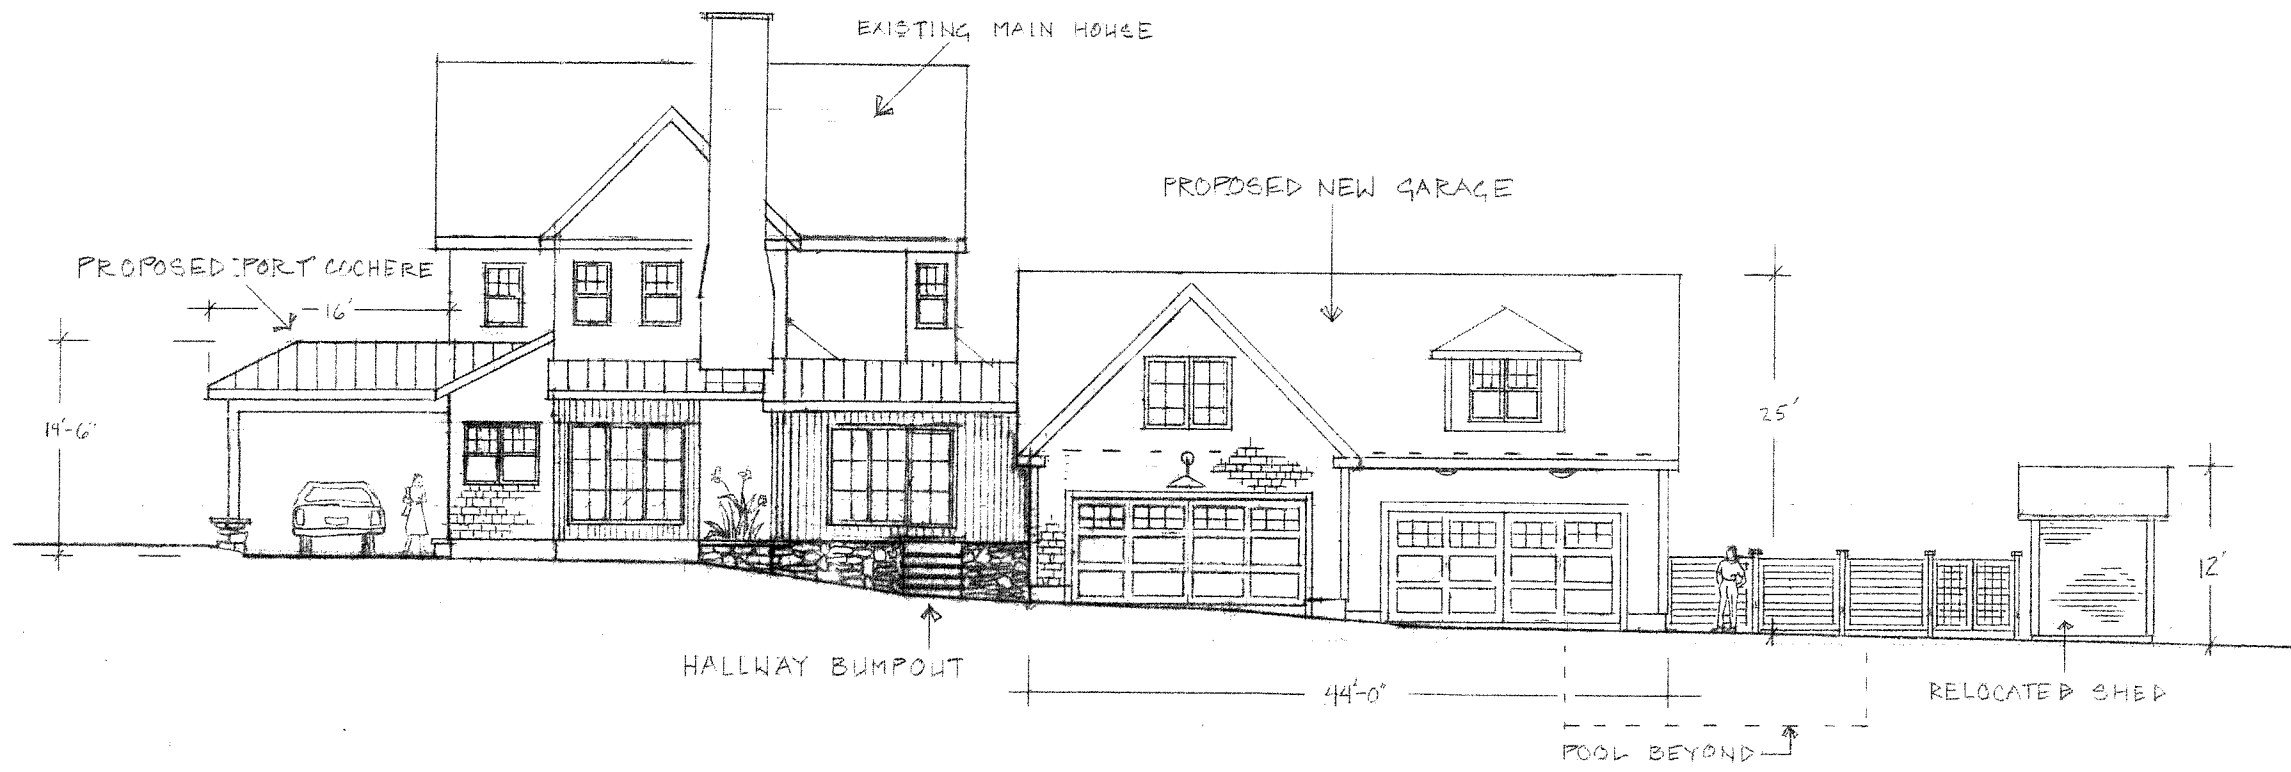 EXISTING MAIN HOUSE
PROPOSED NEW GARAGE
PROPOSED PORT COCHERE
16'
14'-6"
25'
12'
HALLWAY BUMPOUT
44'-0"
RELOCATED SHED
POOL BEYOND